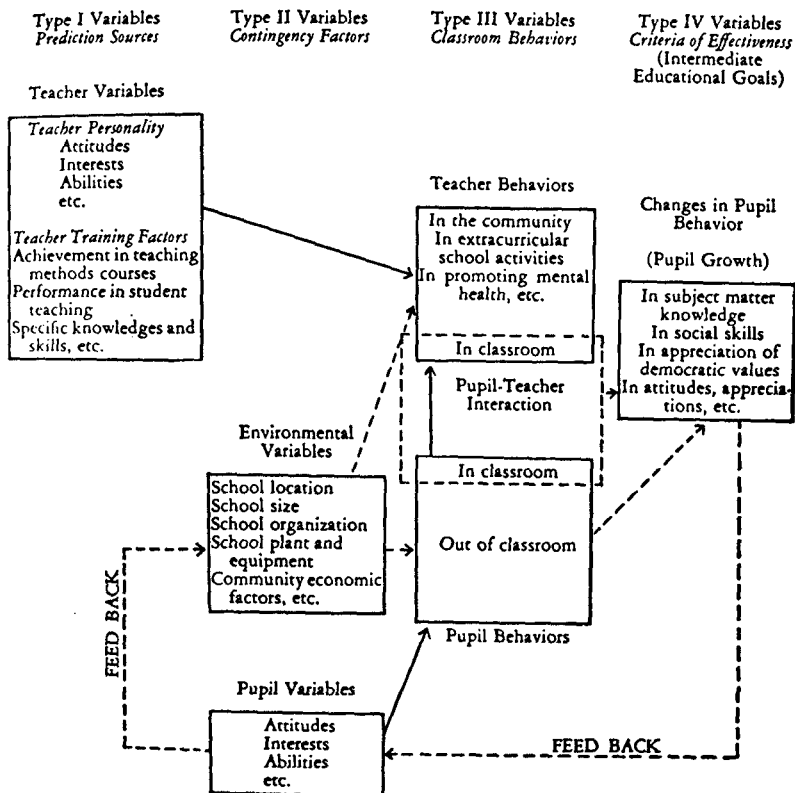 Type I Variables
Prediction Sources
Type II Variables
Contingency Factors
Type III Variables
Classroom Behaviors
Type IV Variables
Criteria of Effectiveness
(Intermediate
Educational Goals)
Teacher Variables
Teacher Personality
Attitudes
Interests
Abilities
etc.
Teacher Training Factors
Achievement in teaching
methods courses
Performance in student
teaching
Specific knowledges and
skills, etc.
Teacher Behaviors
In the community
In extracurricular
school activities
In promoting mental
health, etc.
In classroom
Pupil-Teacher
Interaction
In classroom
Out of classroom
Pupil Behaviors
Changes in Pupil
Behavior
(Pupil Growth)
In subject matter
knowledge
In social skills
In appreciation of
democratic values
In attitudes, apprecia-
tions, etc.
Environmental
Variables
School location
School size
School organization
School plant and
equipment
Community economic
factors, etc.
FEED BACK
Pupil Variables
Attitudes
Interests
Abilities
etc.
FEED BACK